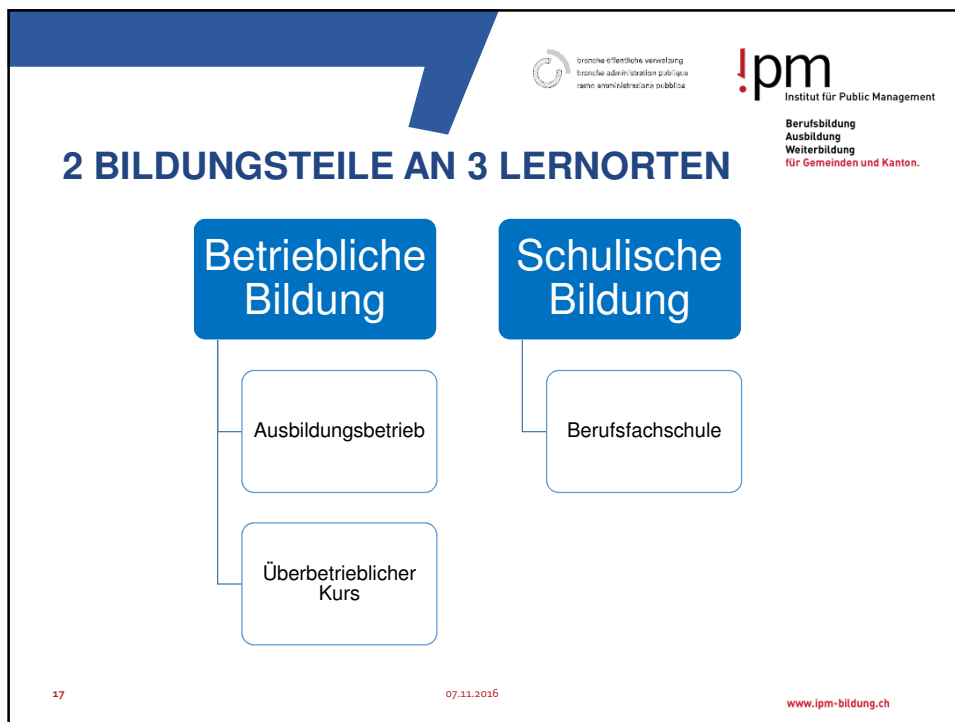 branche öffentliche verwaltung
branche administration publique
ramo amministrazione pubblica
!pm
Institut für Public Management
Berufsbildung
Ausbildung
Weiterbildung
für Gemeinden und Kanton.
2 BILDUNGSTEILE AN 3 LERNORTEN
Betriebliche
Bildung
Ausbildungsbetrieb
Überbetrieblicher
Kurs
Schulische
Bildung
Berufsfachschule
17
07.11.2016
www.ipm-bildung.ch